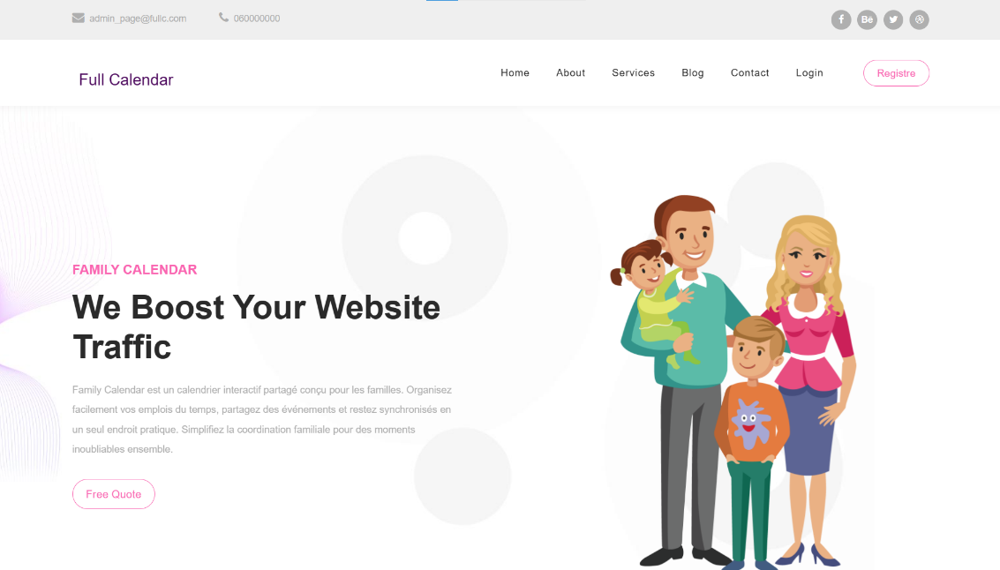 admin_page@fullc.com 060000000
Full Calendar
Home About Services Blog Contact Login Registre
FAMILY CALENDAR
We Boost Your Website
Traffic
Family Calendar est un calendrier interactif partagé conçu pour les familles. Organisez
facilement vos emplois du temps, partagez des événements et restez synchronisés en
un seul endroit pratique. Simplifiez la coordination familiale pour des moments
inoubliables ensemble.
Free Quote